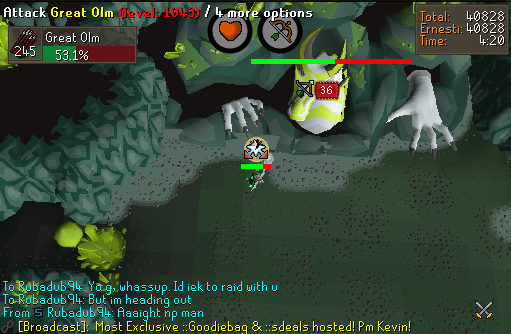 Attack Great Olm (level: 1043) / 4 more options
Great Olm
245
53.1%
Total: 40828
Ernesti: 40828
Time: 4:20
36
To Rubadub94: Yo g, whassup. Id iek to raid with u
To Rubadub94: But im heading out
From S Rubadub94: Aaaight np man
[Broadcast]: Most Exclusive ::Goodiebag & ::sdeals hosted! Pm Kevin!